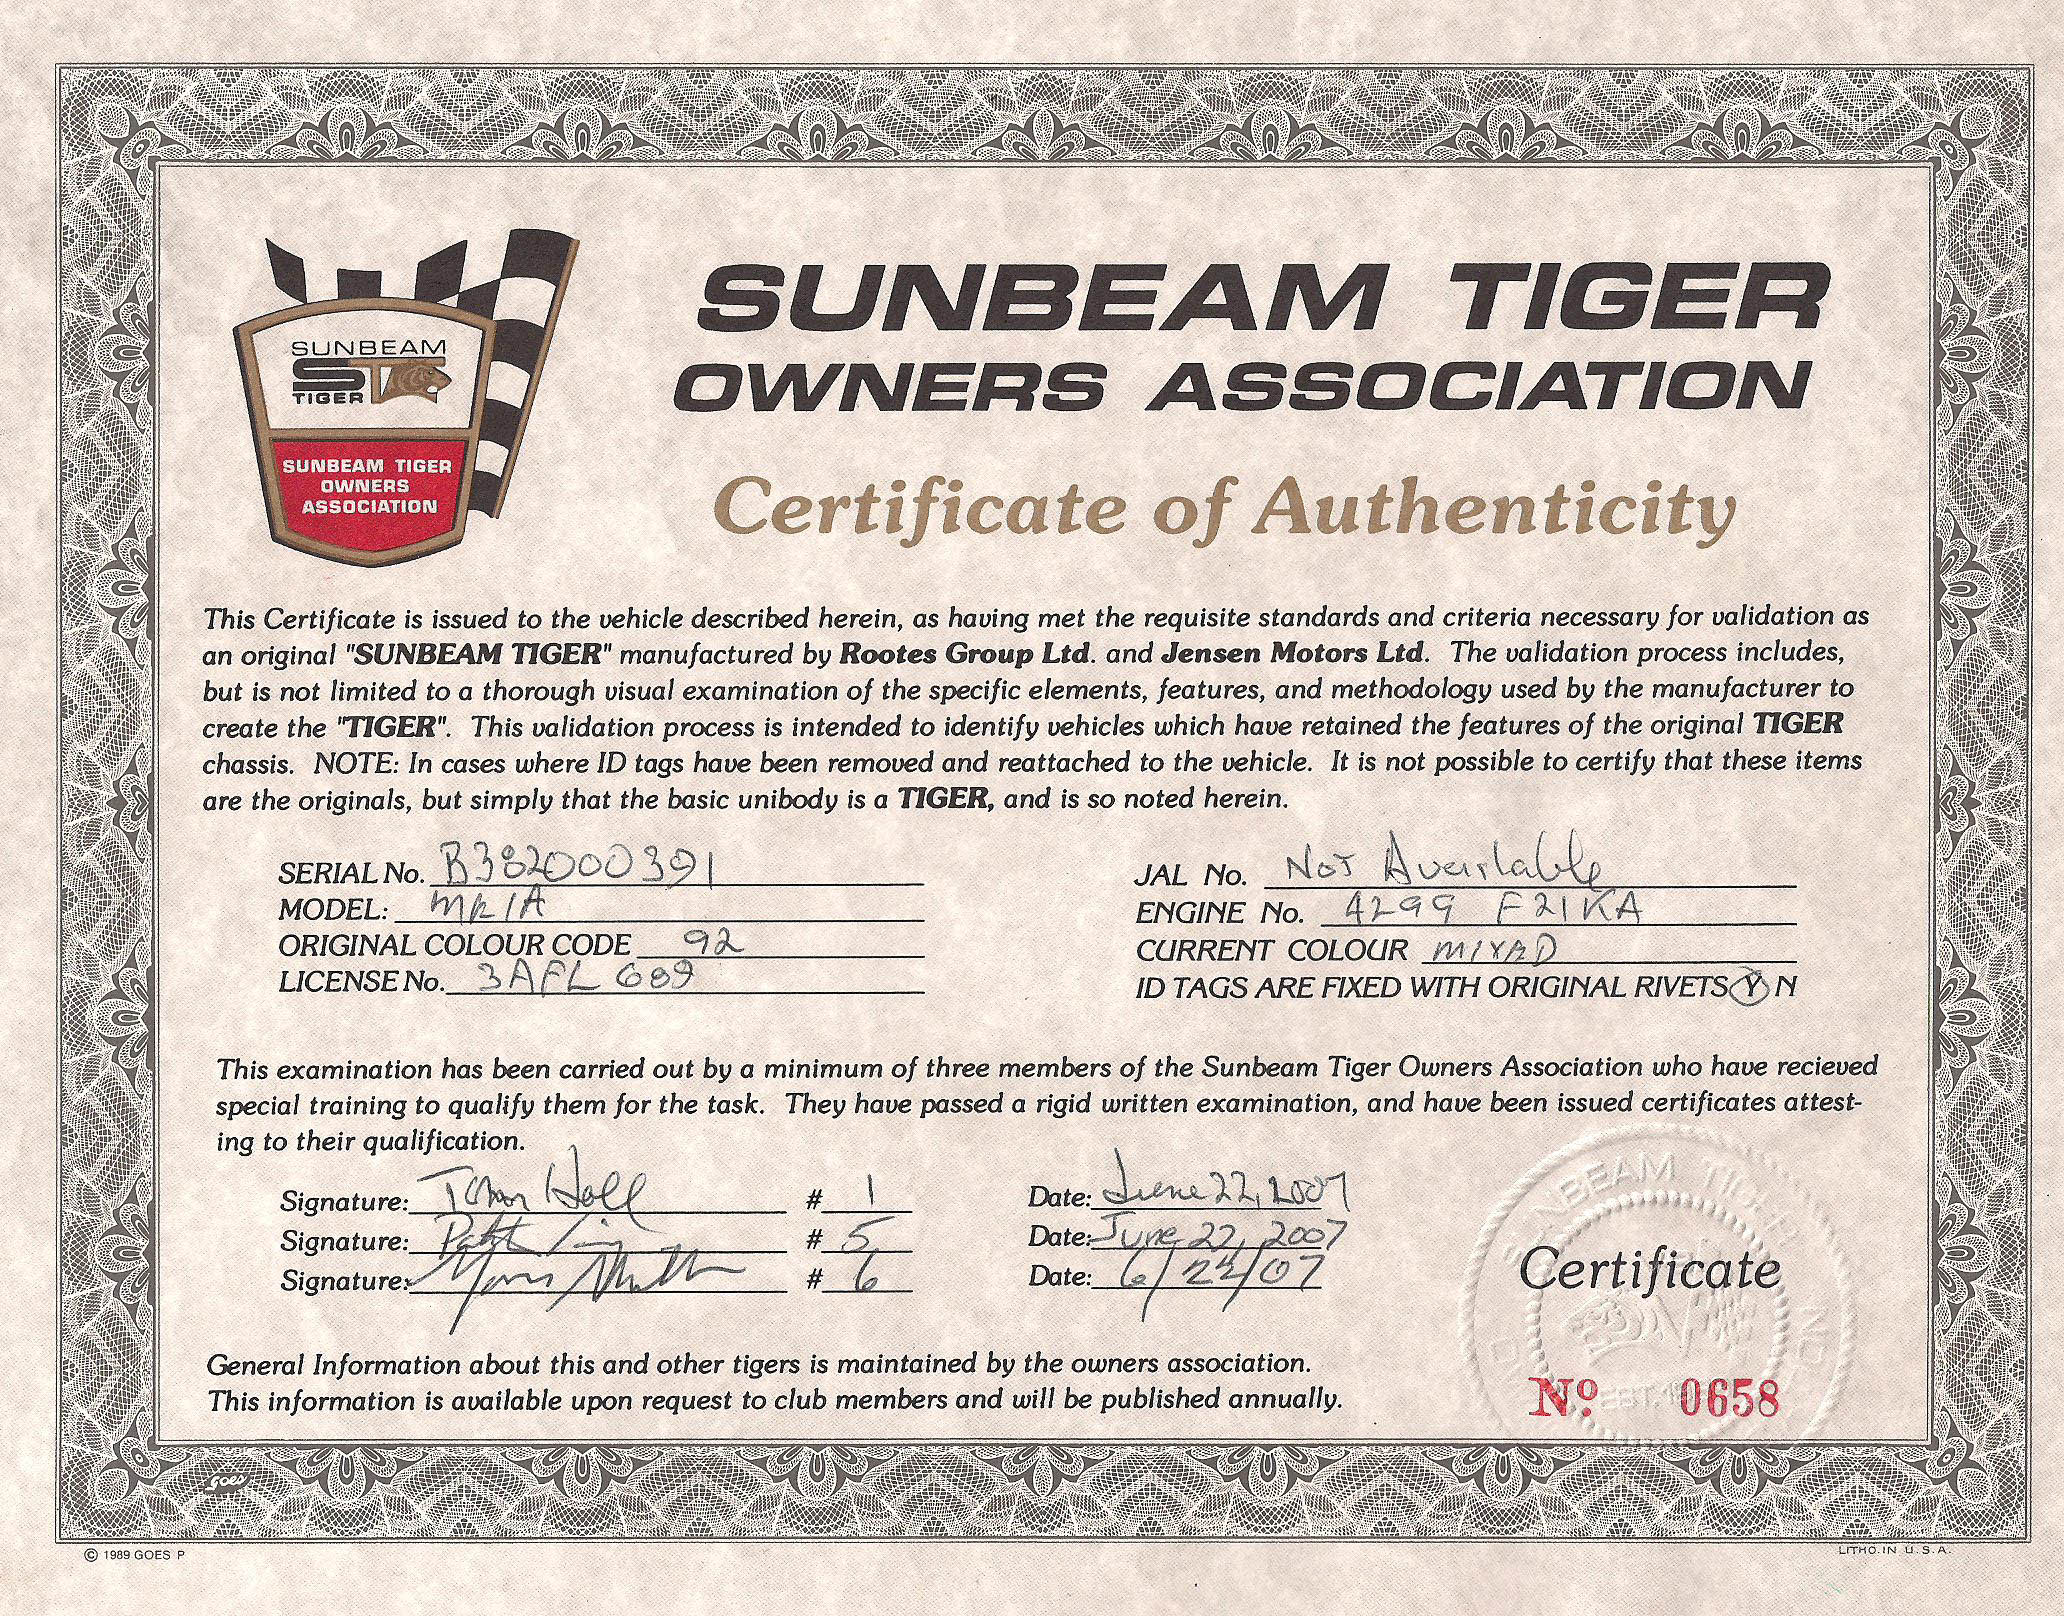 SUNBEAM
ST
TIGER
SUNBEAM TIGER
OWNERS
ASSOCIATION
SUNBEAM TIGER
OWNERS ASSOCIATION
Certificate of Authenticity
This Certificate is issued to the vehicle described herein, as having met the requisite standards and criteria necessary for validation as
an original "SUNBEAM TIGER" manufactured by Rootes Group Ltd. and Jensen Motors Ltd. The validation process includes,
but is not limited to a thorough visual examination of the specific elements, features, and methodology used by the manufacturer to
create the "TIGER". This validation process is intended to identify vehicles which have retained the features of the original TIGER
chassis. NOTE: In cases where ID tags have been removed and reattached to the vehicle. It is not possible to certify that these items
are the originals, but simply that the basic unibody is a TIGER, and is so noted herein.
SERIAL No. B382000391
MODEL: MK1A
ORIGINAL COLOUR CODE 92
LICENSE No. 3AFL689
JAL No. Not Available
ENGINE No. 4299 F21KA
CURRENT COLOUR MIXED
ID TAGS ARE FIXED WITH ORIGINAL RIVETS Y N
This examination has been carried out by a minimum of three members of the Sunbeam Tiger Owners Association who have recieved
special training to qualify them for the task. They have passed a rigid written examination, and have been issued certificates attest-
ing to their qualification.
Signature: Tom Hall # 1 Date: June 22, 2007
Signature: # 5 Date: June 22, 2007
Signature: # 6 Date: 6/22/07
Certificate
No. 0658
General Information about this and other tigers is maintained by the owners association.
This information is available upon request to club members and will be published annually.
SUNBEAM TIGER
EST.
goes
© 1989 GOES P
LITHO. IN U.S.A.